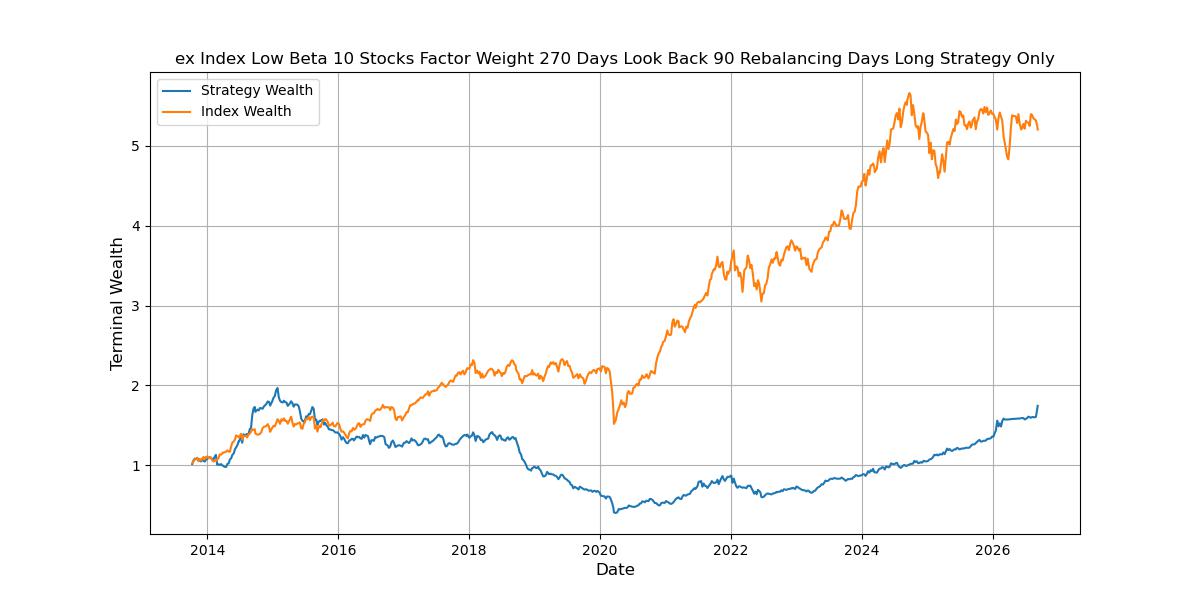 ex Index Low Beta 10 Stocks Factor Weight 270 Days Look Back 90 Rebalancing Days Long Strategy Only
Strategy Wealth
Index Wealth
Terminal Wealth
5
4
3
2
1
2014 2016 2018 2020 2022 2024 2026
Date